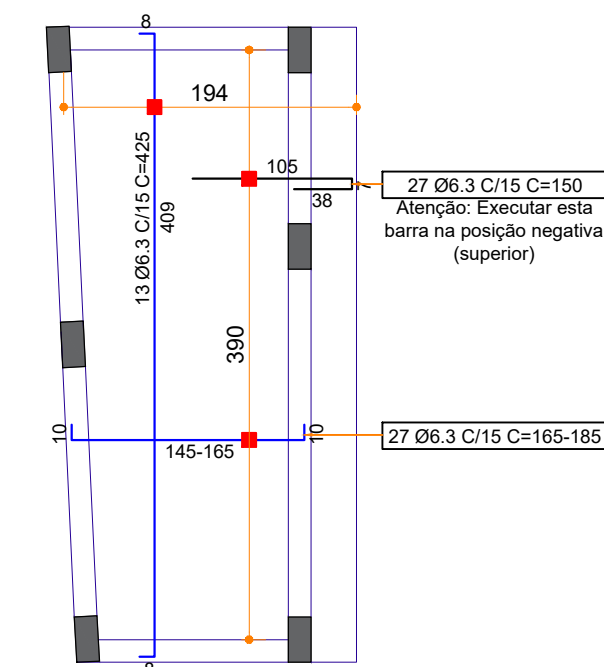 8
194
105
38
27 Ø6.3 C/15 C=150
Atenção: Executar esta
barra na posição negativa
(superior)
13 Ø6.3 C/15 C=425
409
390
10
145-165
10
27 Ø6.3 C/15 C=165-185
8